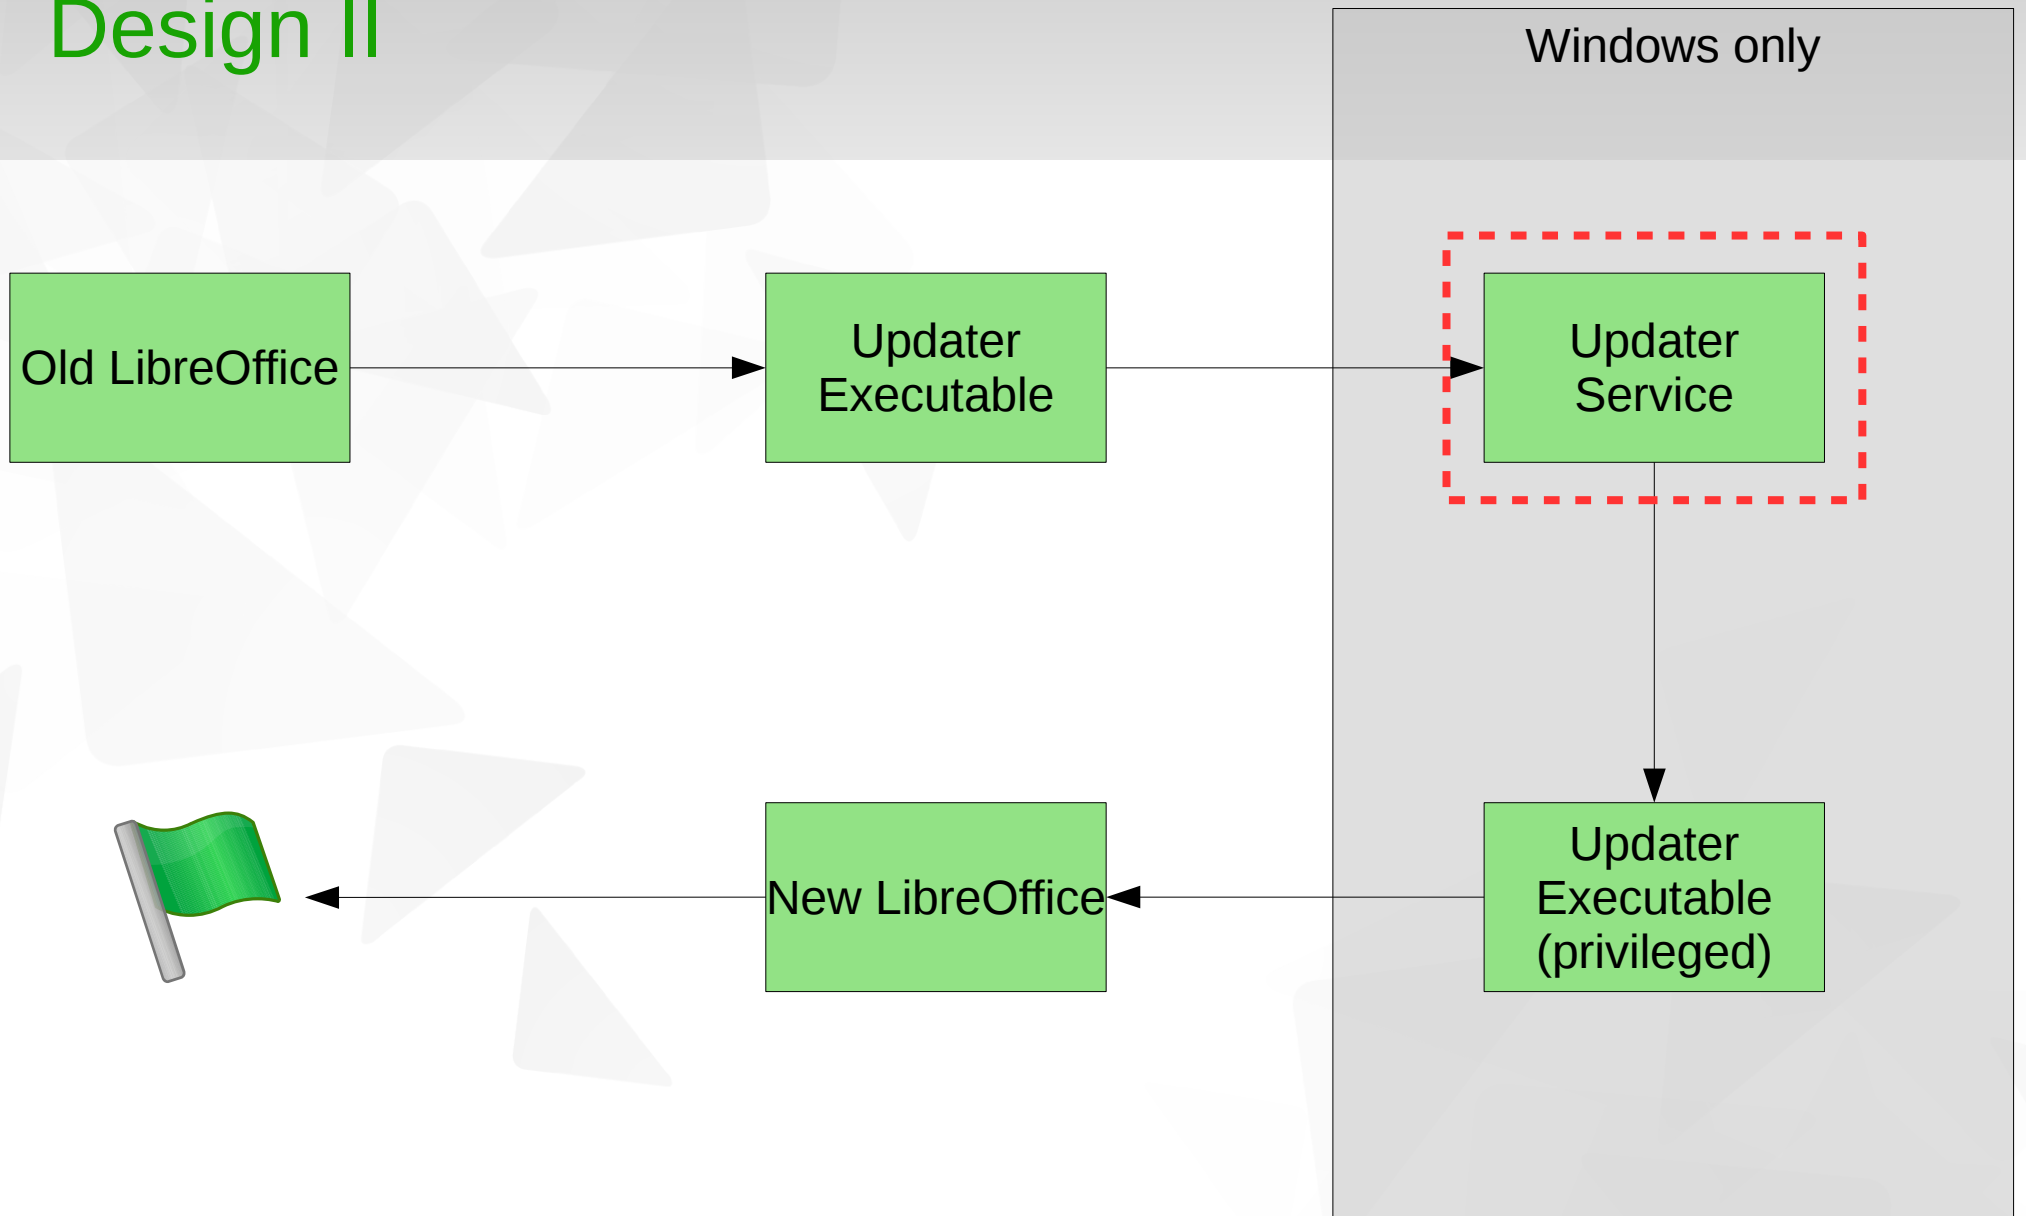 Design II
Windows only
Old LibreOffice
Updater
Executable
Updater
Service
New LibreOffice
Updater
Executable
(privileged)